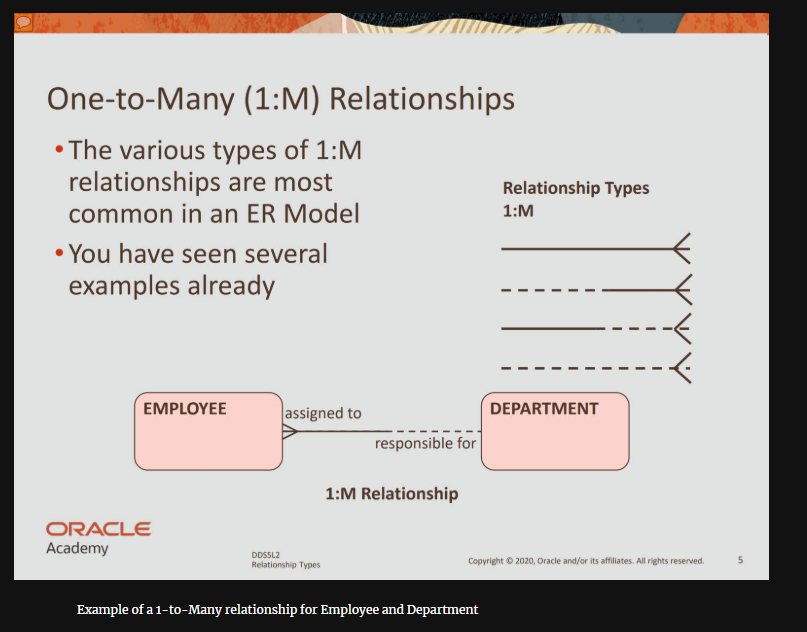 One-to-Many (1:M) Relationships
• The various types of 1:M
relationships are most
common in an ER Model
• You have seen several
examples already
Relationship Types
1:M
EMPLOYEE
assigned to
DEPARTMENT
responsible for
1:M Relationship
ORACLE
Academy
DDS5L2
Relationship Types
Copyright © 2020, Oracle and/or its affiliates. All rights reserved.
5
Example of a 1-to-Many relationship for Employee and Department